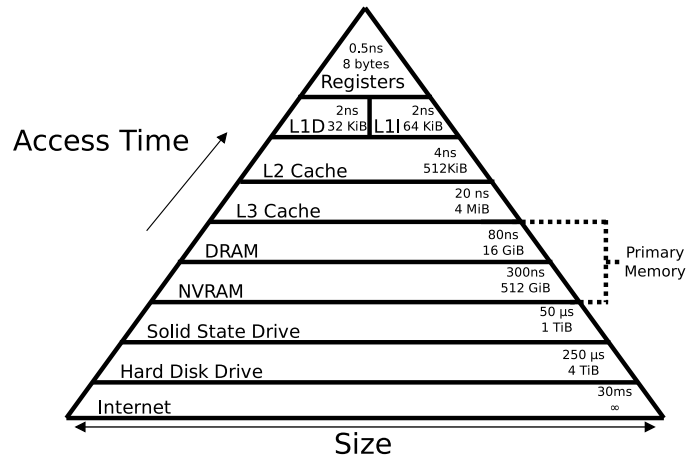 0.5ns
8 bytes
Registers
2ns
L1D 32 KiB
2ns
L1I 64 KiB
Access Time
4ns
512KiB
L2 Cache
20 ns
4 MiB
L3 Cache
80ns
16 GiB
DRAM
Primary
Memory
300ns
512 GiB
NVRAM
50 µs
1 TiB
Solid State Drive
250 µs
4 TiB
Hard Disk Drive
30ms
∞
Internet
Size